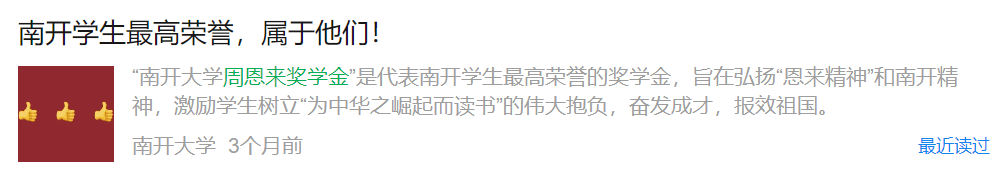 南开学生最高荣誉，属于他们！
“南开大学周恩来奖学金”是代表南开学生最高荣誉的奖学金，旨在弘扬“恩来精神”和南开精
神，激励学生树立“为中华之崛起而读书”的伟大抱负，奋发成才，报效祖国。
南开大学 3个月前 最近读过